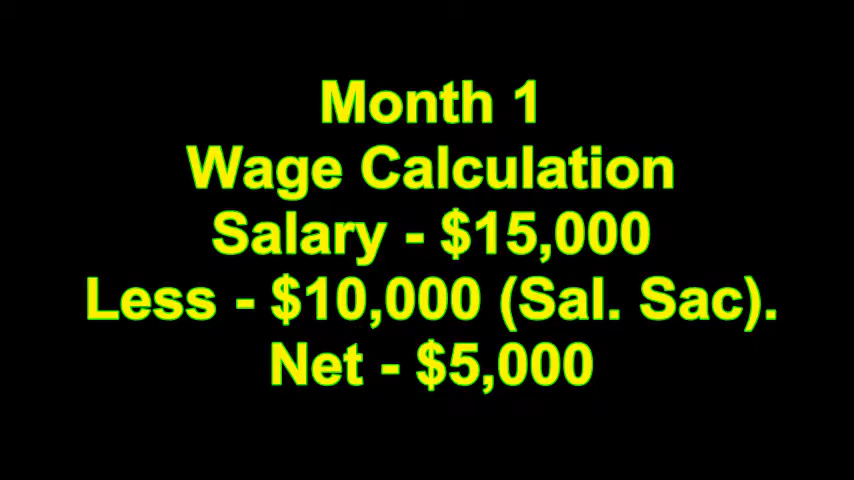 Month 1
Wage Calculation
Salary - $15,000
Less - $10,000 (Sal. Sac).
Net - $5,000